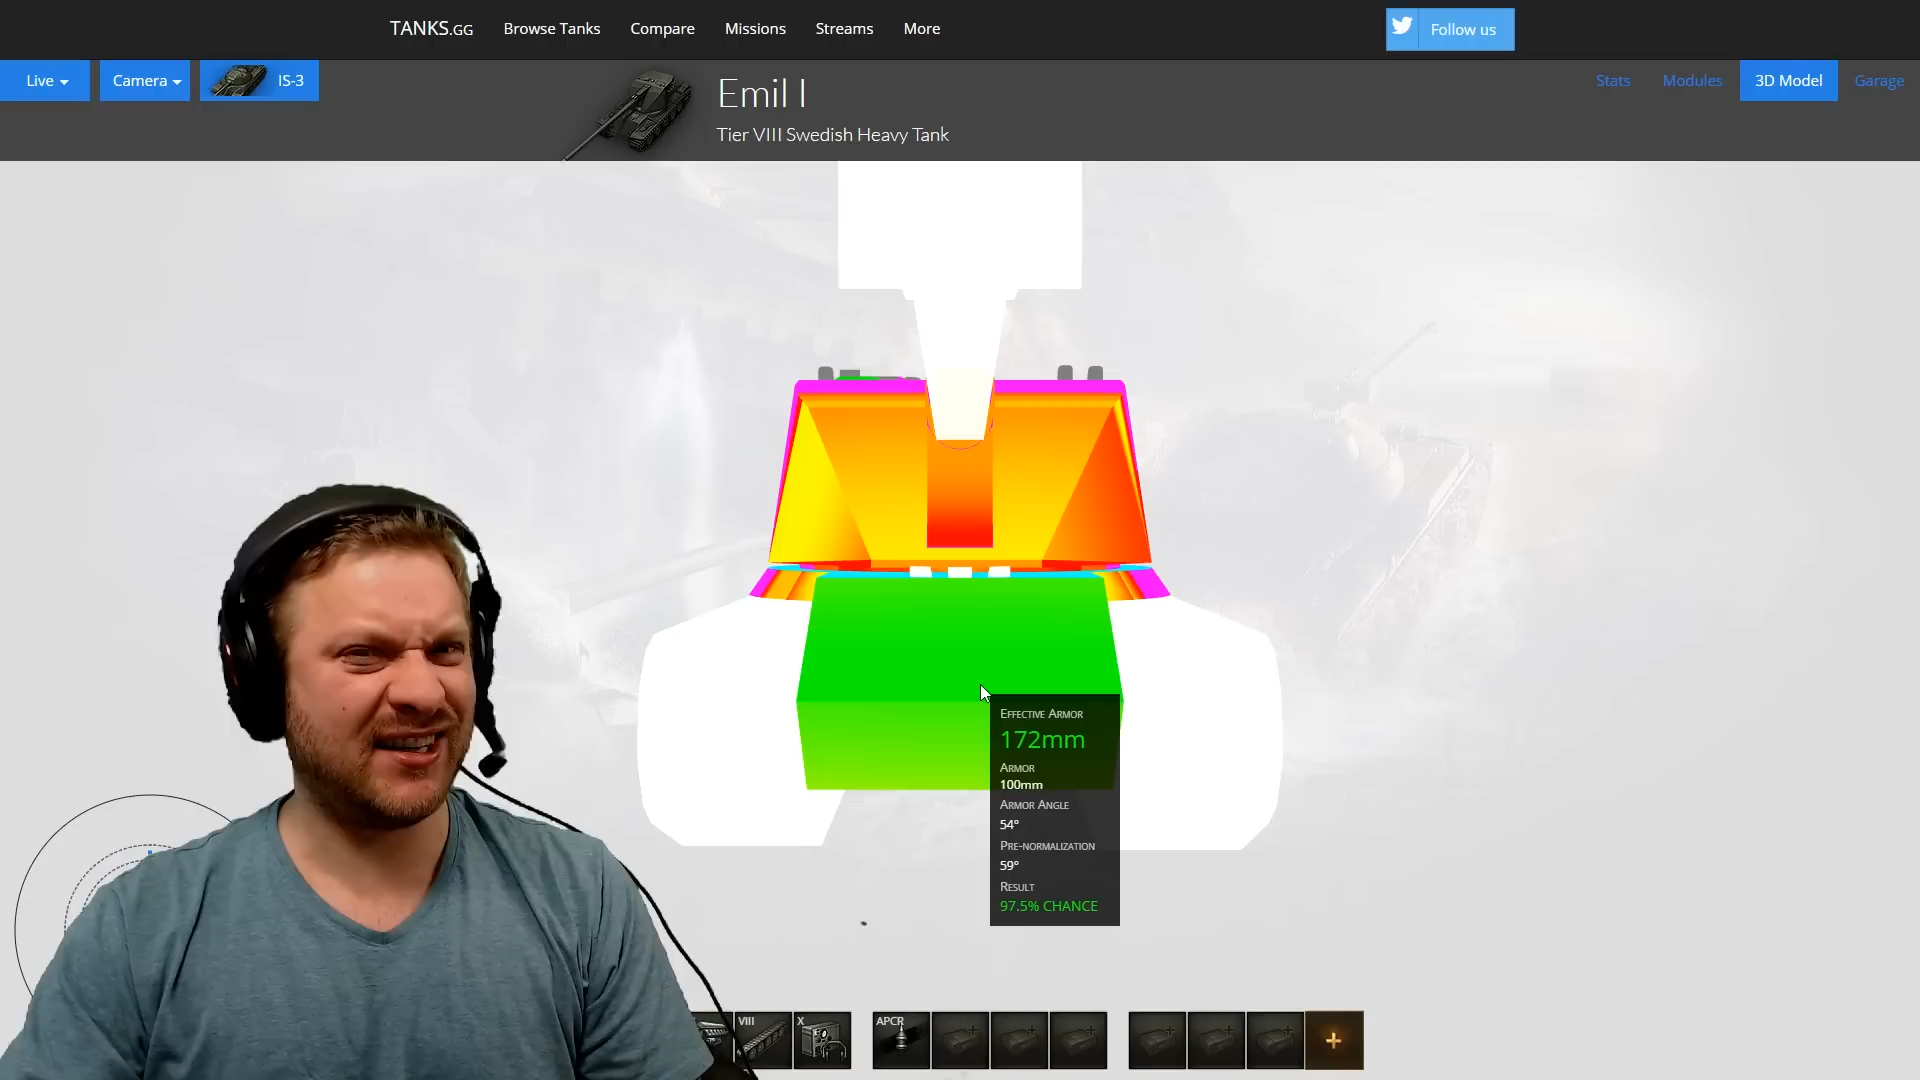 TANKS.GG Browse Tanks Compare Missions Streams More Follow us
Live Camera IS-3 Stats Modules 3D Model Garage
Emil I
Tier VIII Swedish Heavy Tank
Effective Armor
172mm
Armor
100mm
Armor Angle
54°
Pre-normalization
59°
Result
97.5% CHANCE
VIII X APCR